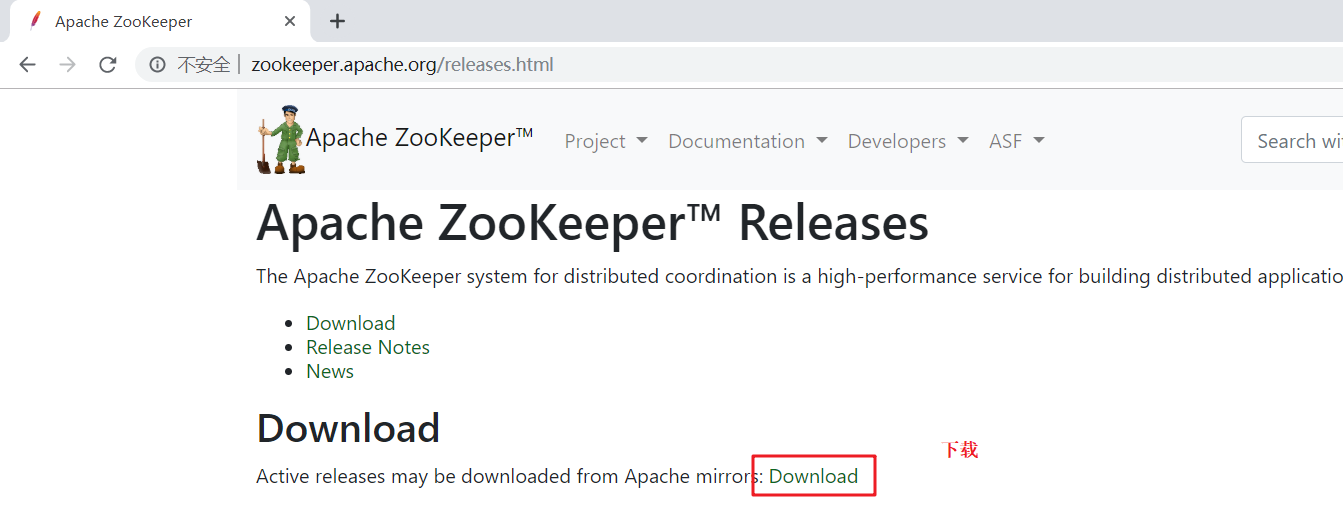 Apache ZooKeeper
不安全 | zookeeper.apache.org/releases.html
Apache ZooKeeper™ Project Documentation Developers ASF Search wi
Apache ZooKeeper™ Releases
The Apache ZooKeeper system for distributed coordination is a high-performance service for building distributed applicatio
Download
Release Notes
News
Download
下载
Active releases may be downloaded from Apache mirrors: Download